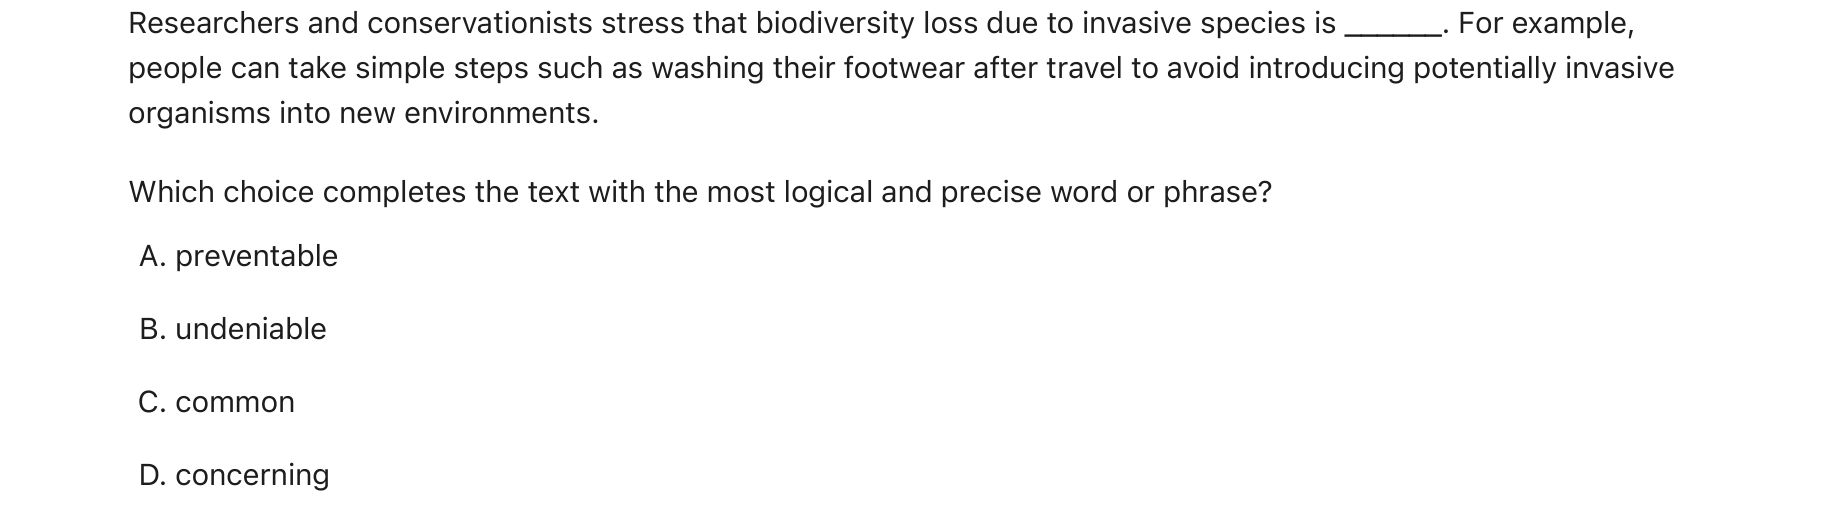 Researchers and conservationists stress that biodiversity loss due to invasive species is ______. For example,
people can take simple steps such as washing their footwear after travel to avoid introducing potentially invasive
organisms into new environments.
Which choice completes the text with the most logical and precise word or phrase?
A. preventable
B. undeniable
C. common
D. concerning